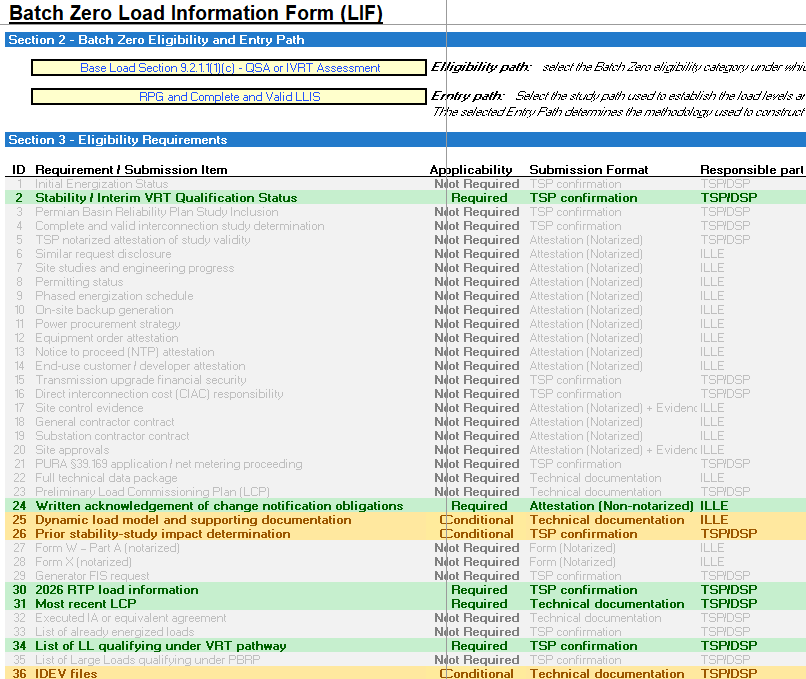 Batch Zero Load Information Form (LIF)
Section 2 - Batch Zero Eligibility and Entry Path
Base Load Section 9.2.1.1(1)(c) - QSA or IVRT Assessment Elligibility path: select the Batch Zero eligibility category under whic
RPG and Complete and Valid LLIS Erntry path: Select the study path used to establish the load levels ar
TThe selected Entry Path determines the methodology used to construct
Section 3 - Eligibility Requirements
ID Requirement / Submission Item Applicability Submission Format Responsible part
1 Initial Energization Status Not Required TSP confirmation TSP/DSP
2 Stability / Interim VRT Qualification Status Required TSP confirmation TSP/DSP
3 Permian Basin Reliability Plan Study Inclusion Not Required TSP confirmation TSP/DSP
4 Complete and valid interconnection study determination Not Required TSP confirmation TSP/DSP
5 TSP notarized attestation of study validity Not Required Attestation (Notarized) TSP/DSP
6 Similar request disclosure Not Required Attestation (Notarized) ILLE
7 Site studies and engineering progress Not Required Attestation (Notarized) ILLE
8 Permitting status Not Required Attestation (Notarized) ILLE
9 Phased energization schedule Not Required Attestation (Notarized) ILLE
10 On-site backup generation Not Required Attestation (Notarized) ILLE
11 Power procurement strategy Not Required Attestation (Notarized) ILLE
12 Equipment order attestation Not Required Attestation (Notarized) ILLE
13 Notice to proceed (NTP) attestation Not Required Attestation (Notarized) ILLE
14 End-use customer / developer attestation Not Required Attestation (Notarized) ILLE
15 Transmission upgrade financial security Not Required TSP confirmation TSP/DSP
16 Direct interconnection cost (CIAC) responsibility Not Required TSP confirmation TSP/DSP
17 Site control evidence Not Required Attestation (Notarized) + Evidenc ILLE
18 General contractor contract Not Required Attestation (Notarized) ILLE
19 Substation contractor contract Not Required Attestation (Notarized) ILLE
20 Site approvals Not Required Attestation (Notarized) + Evidenc ILLE
21 PURA §39.169 application / net metering proceeding Not Required TSP confirmation TSP/DSP
22 Full technical data package Not Required Technical documentation ILLE
23 Preliminary Load Commissioning Plan (LCP) Not Required Technical documentation TSP/DSP
24 Written acknowledgement of change notification obligations Required Attestation (Non-notarized) ILLE
25 Dynamic load model and supporting documentation Conditional Technical documentation ILLE
26 Prior stability-study impact determination Conditional TSP confirmation TSP/DSP
27 Form W – Part A (notarized) Not Required Form (Notarized) ILLE
28 Form X (notarized) Not Required Form (Notarized) ILLE
29 Generator FIS request Not Required TSP confirmation TSP/DSP
30 2026 RTP load information Required TSP confirmation TSP/DSP
31 Most recent LCP Required Technical documentation TSP/DSP
32 Executed IA or equivalent agreement Not Required Technical documentation TSP/DSP
33 List of already energized loads Not Required TSP confirmation TSP/DSP
34 List of LL qualifying under VRT pathway Required TSP confirmation TSP/DSP
35 List of Large Loads qualifying under PBRP Not Required TSP confirmation TSP/DSP
36 IDEV files Conditional Technical documentation TSP/DSP